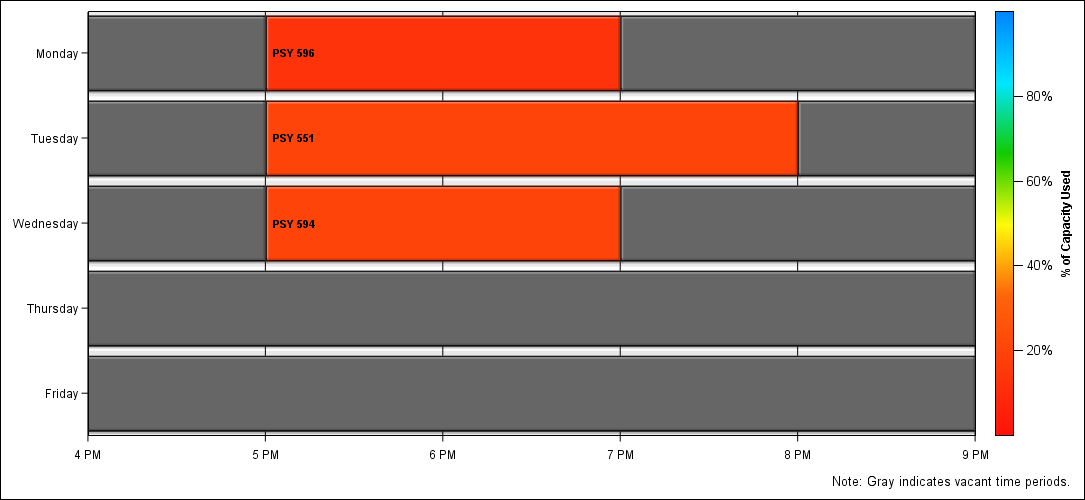 Monday
PSY 596
Tuesday
PSY 551
Wednesday
PSY 594
Thursday
Friday
4 PM
5 PM
6 PM
7 PM
8 PM
9 PM
80%
60%
40%
20%
% of Capacity Used
Note: Gray indicates vacant time periods.